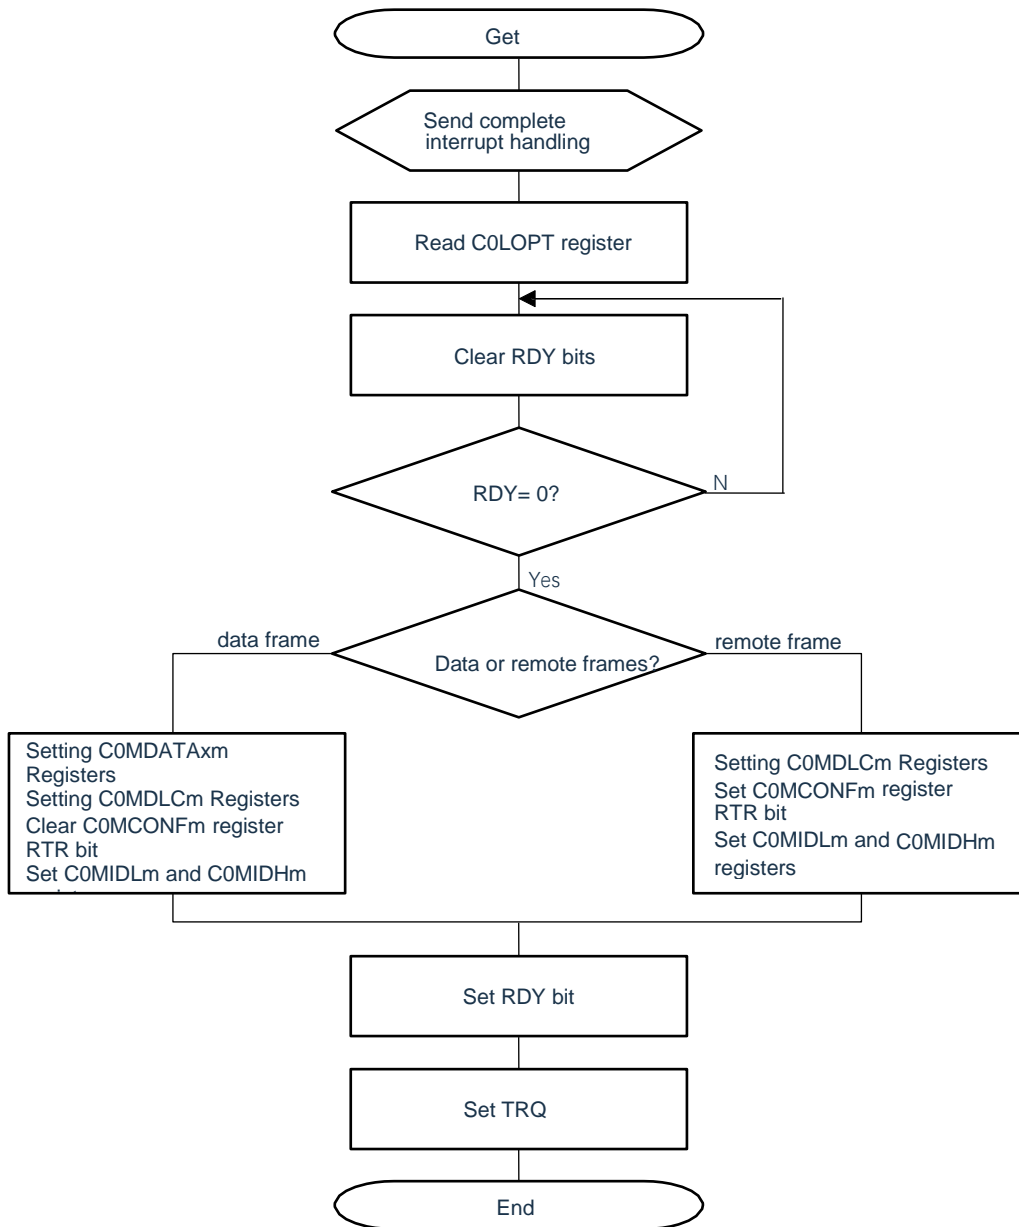 Get
Send complete
interrupt handling
Read C0LOPT register
Clear RDY bits
RDY= 0?
N
Yes
data frame
Data or remote frames?
remote frame
Setting C0MDATAxm
Registers
Setting C0MDLCm Registers
Clear C0MCONFm register
RTR bit
Set C0MIDLm and C0MIDHm
Setting C0MDLCm Registers
Set C0MCONFm register
RTR bit
Set C0MIDLm and C0MIDHm
registers
Set RDY bit
Set TRQ
End